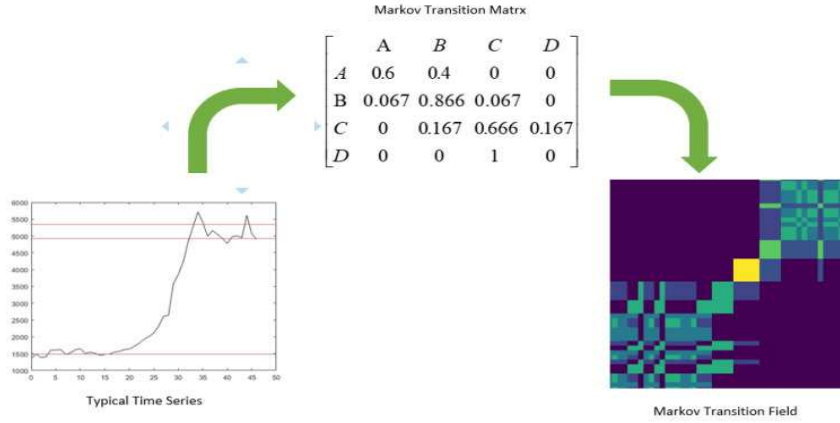 Markov Transition Matrx
A B C D
A 0.6 0.4 0 0
B 0.067 0.866 0.067 0
C 0 0.167 0.666 0.167
D 0 0 1 0
6000
5500
5000
4500
4000
3500
3000
2500
2000
1500
1000
0 5 10 15 20 25 30 35 40 45 50
Typical Time Series
Markov Transition Field